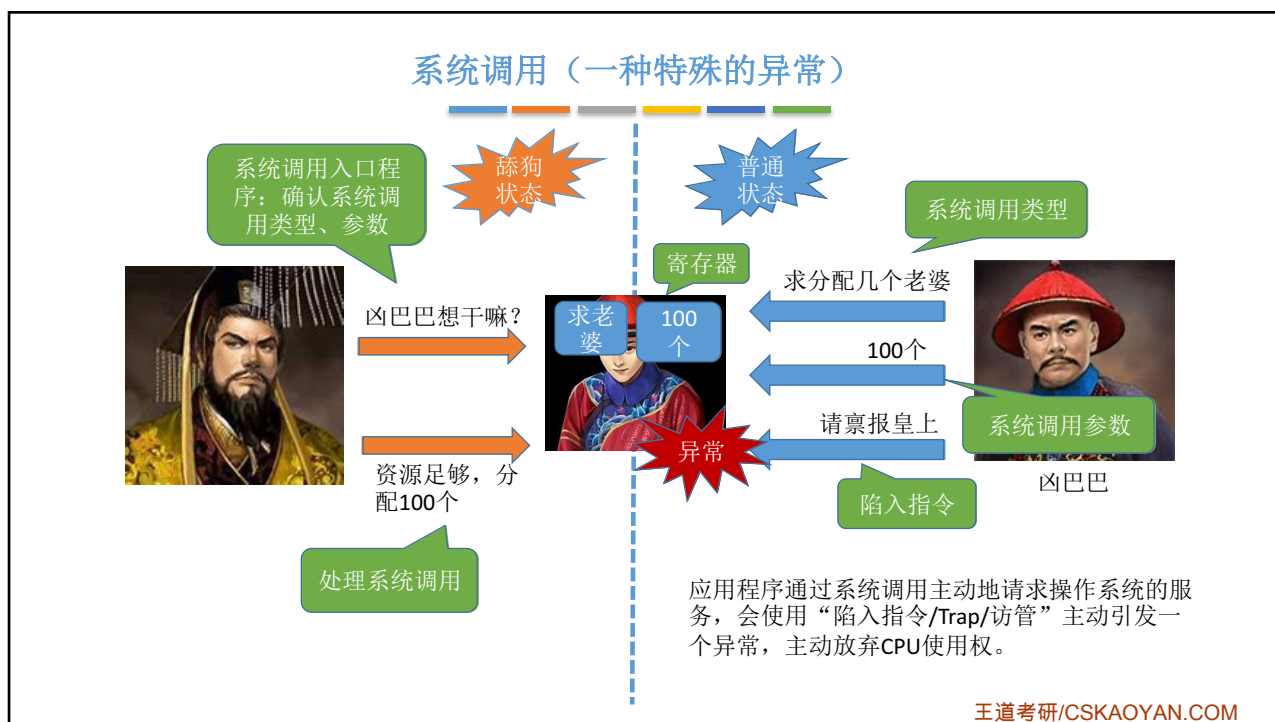 系统调用（一种特殊的异常）
系统调用入口程
序：确认系统调
用类型、参数
舔狗
状态
普通
状态
系统调用类型
寄存器
凶巴巴想干嘛？
求老
婆
100
个
求分配几个老婆
100个
系统调用参数
请禀报皇上
异常
资源足够，分
配100个
陷入指令
凶巴巴
处理系统调用
应用程序通过系统调用主动地请求操作系统的服
务，会使用“陷入指令/Trap/访管”主动引发一
个异常，主动放弃CPU使用权。
王道考研/CSKAOYAN.COM